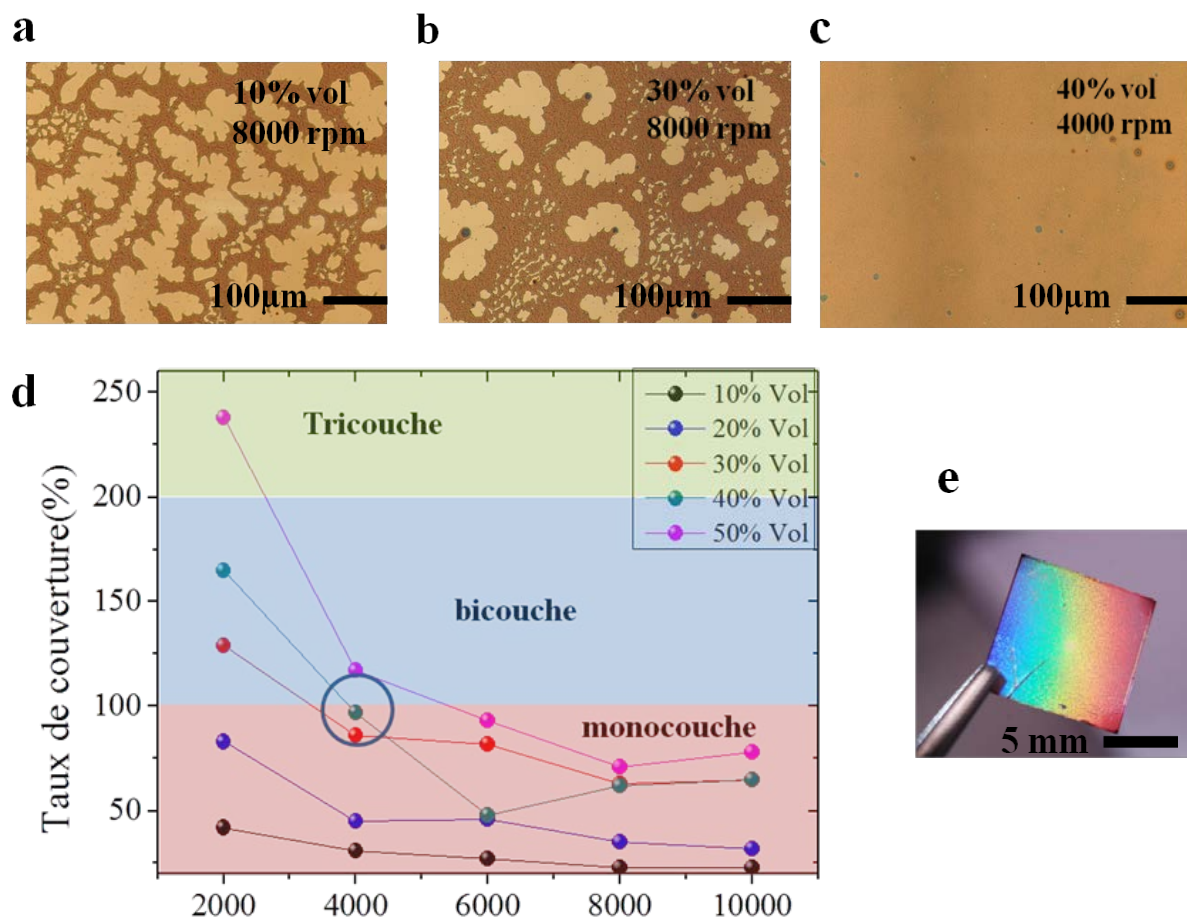 a
10% vol
8000 rpm
100µm
b
30% vol
8000 rpm
100µm
c
40% vol
4000 rpm
100µm
d
Taux de couverture(%)
250
200
150
100
50
Tricouche
bicouche
monocouche
10% Vol
20% Vol
30% Vol
40% Vol
50% Vol
2000 4000 6000 8000 10000
e
5 mm